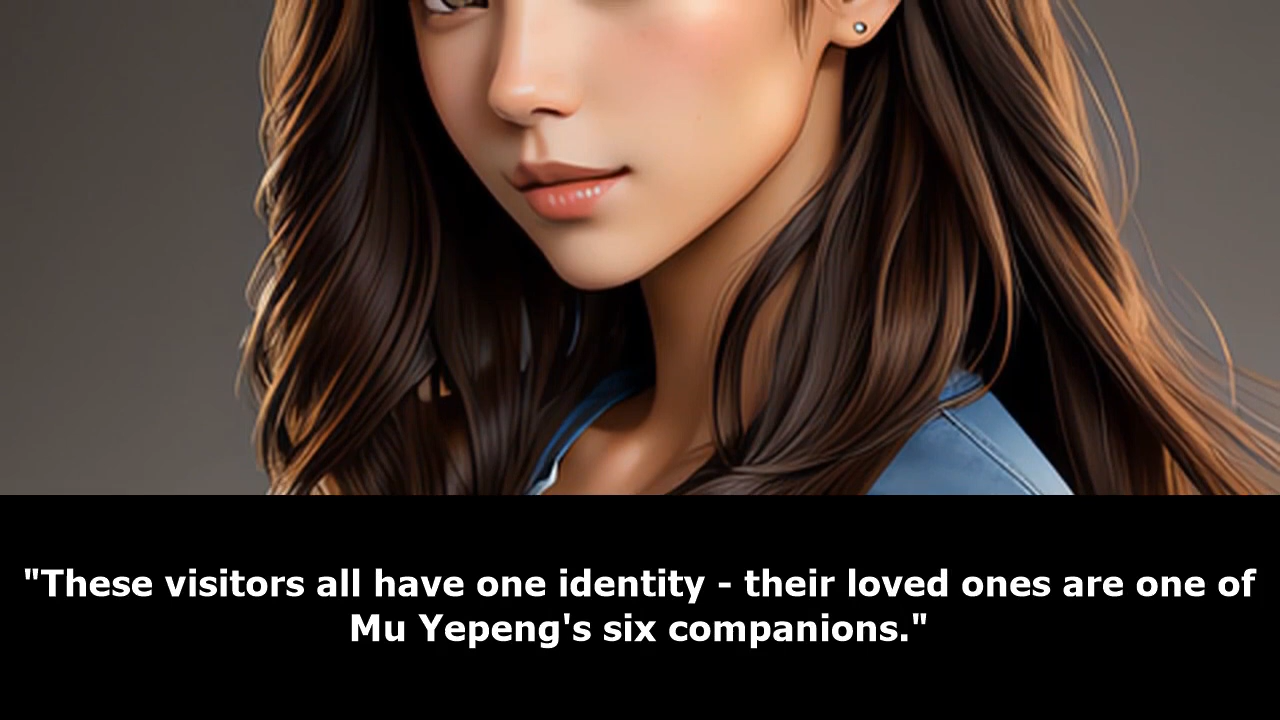 "These visitors all have one identity - their loved ones are one of
Mu Yepeng's six companions."